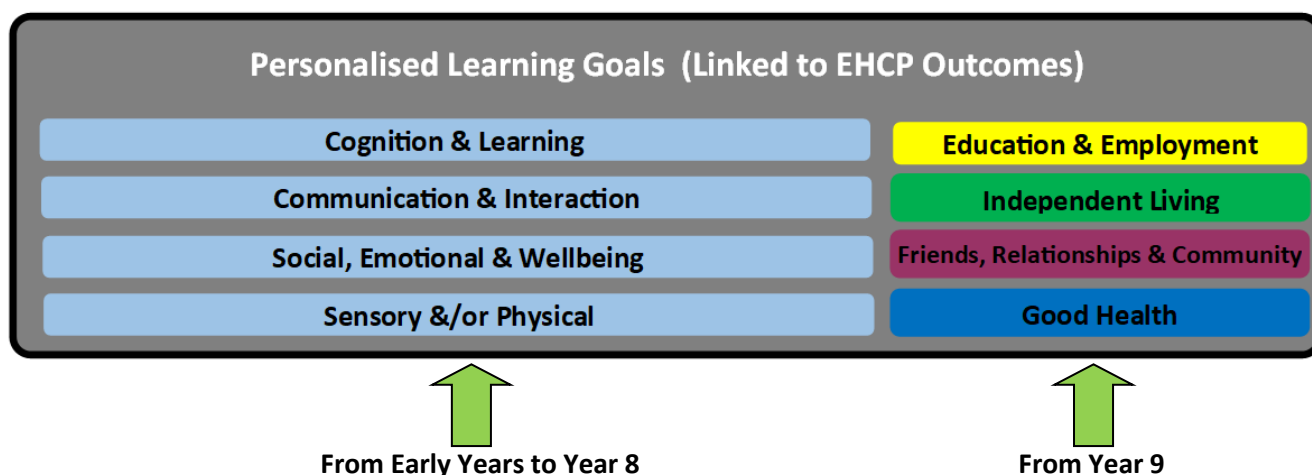 Personalised Learning Goals (Linked to EHCP Outcomes)
Cognition & Learning
Communication & Interaction
Social, Emotional & Wellbeing
Sensory &/or Physical
Education & Employment
Independent Living
Friends, Relationships & Community
Good Health
From Early Years to Year 8
From Year 9